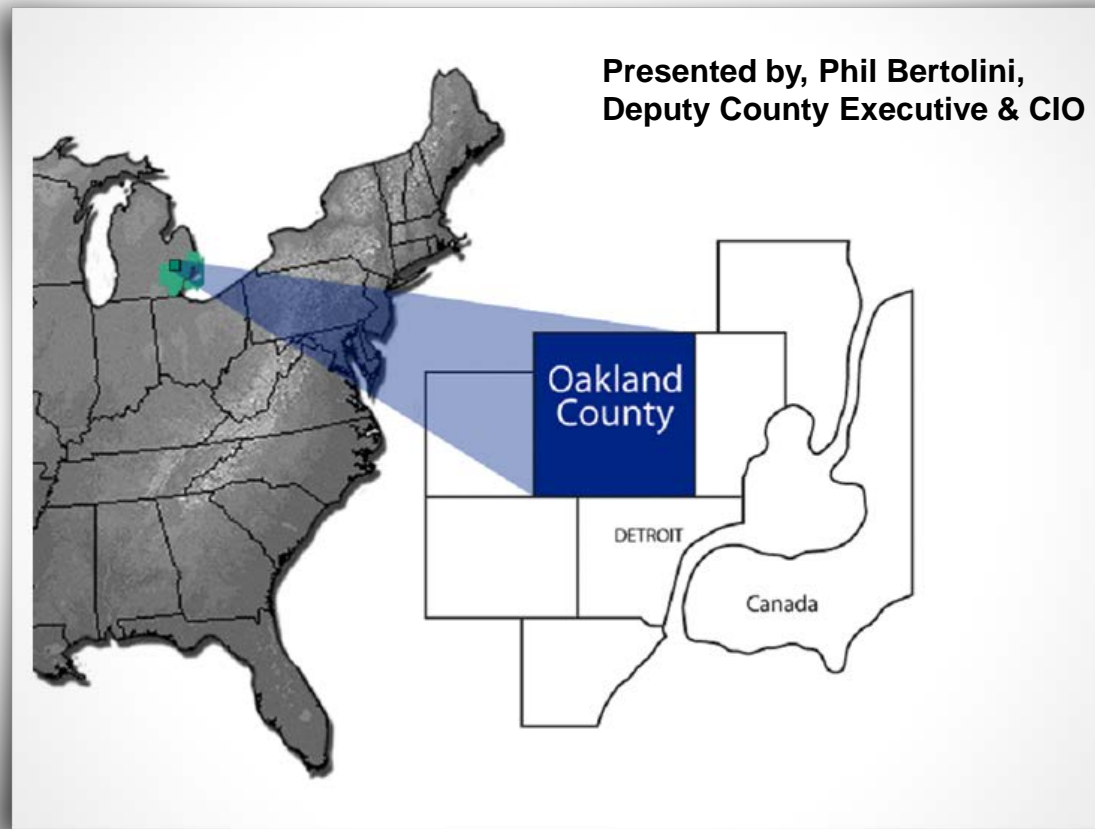 Presented by, Phil Bertolini,
Deputy County Executive & CIO
Oakland
County
DETROIT
Canada